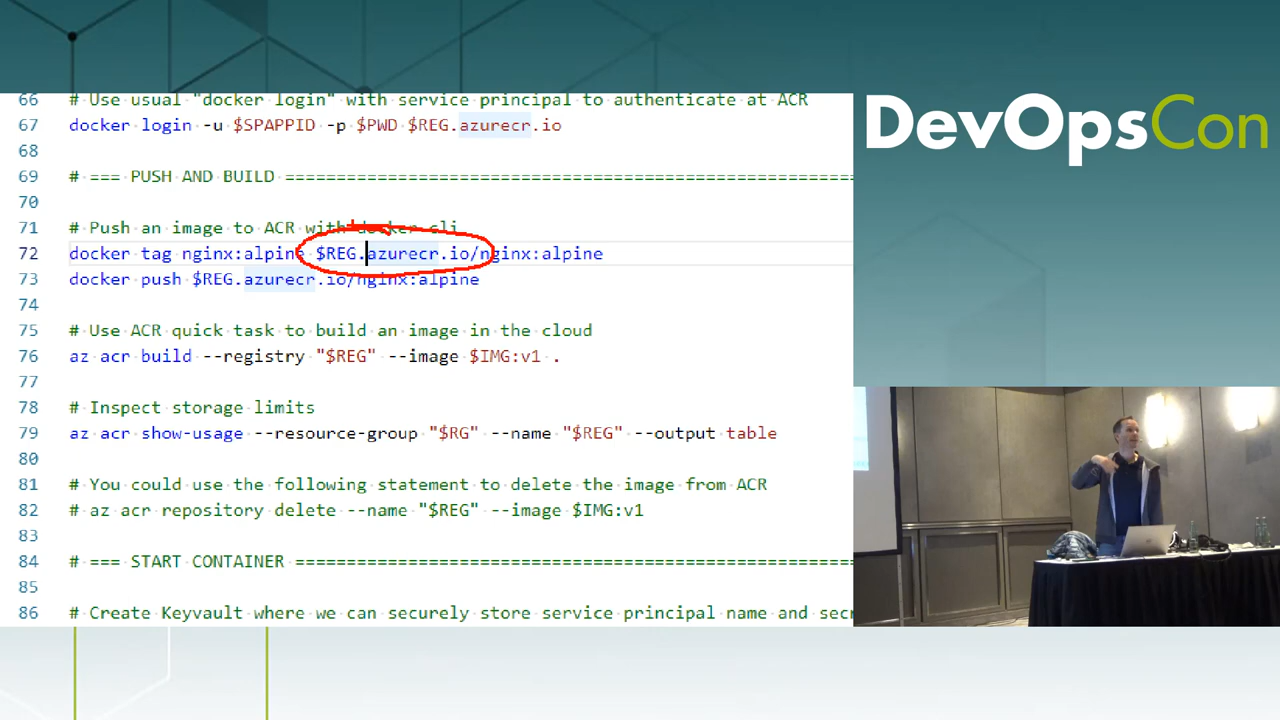 66 # Use usual "docker login" with service principal to authenticate at ACR
67 docker login -u $SPAPPID -p $PWD $REG.azurecr.io
68
69 # === PUSH AND BUILD =======================================================
70
71 # Push an image to ACR with docker cli
72 docker tag nginx:alpine $REG.azurecr.io/nginx:alpine
73 docker push $REG.azurecr.io/nginx:alpine
74
75 # Use ACR quick task to build an image in the cloud
76 az acr build --registry "$REG" --image $IMG:v1 .
77
78 # Inspect storage limits
79 az acr show-usage --resource-group "$RG" --name "$REG" --output table
80
81 # You could use the following statement to delete the image from ACR
82 # az acr repository delete --name "$REG" --image $IMG:v1
83
84 # === START CONTAINER ======================================================
85
86 # Create Keyvault where we can securely store service principal name and secr
DevOpsCon